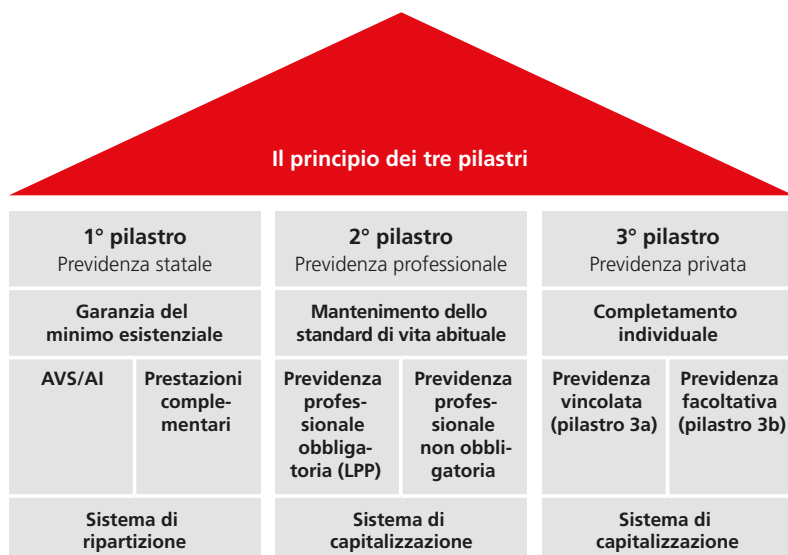 Il principio dei tre pilastri
1° pilastro
Previdenza statale
2° pilastro
Previdenza professionale
3° pilastro
Previdenza privata
Garanzia del
minimo esistenziale
Mantenimento dello
standard di vita abituale
Completamento
individuale
AVS/AI
Prestazioni
comple-
mentari
Previdenza
profes-
sionale
obbliga-
toria (LPP)
Previdenza
profes-
sionale
non obbli-
gatoria
Previdenza
vincolata
(pilastro 3a)
Previdenza
facoltativa
(pilastro 3b)
Sistema di
ripartizione
Sistema di
capitalizzazione
Sistema di
capitalizzazione